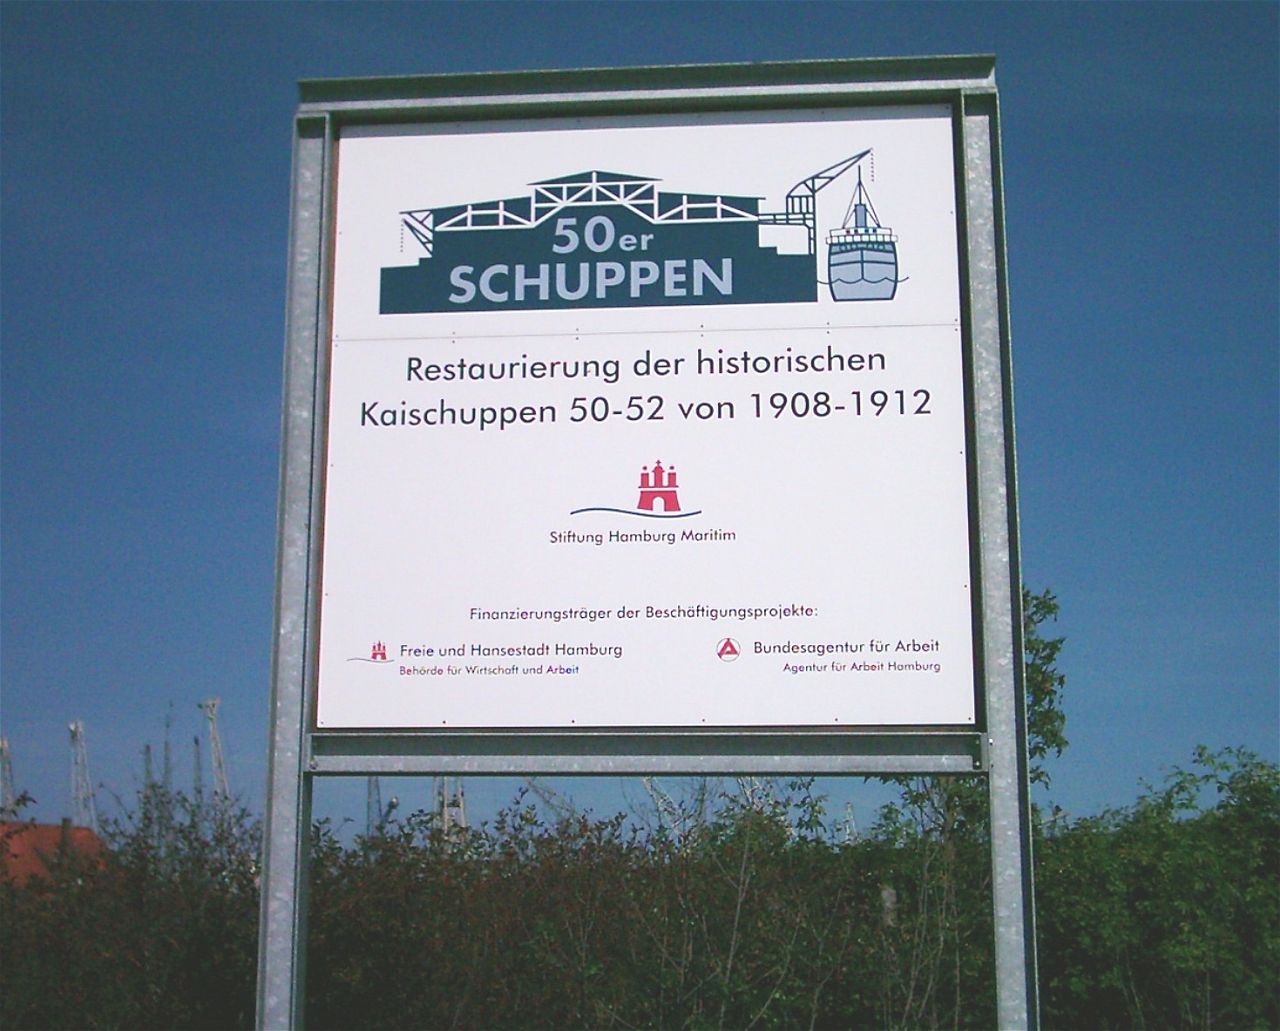 50er
SCHUPPEN
Restaurierung der historischen
Kaischuppen 50-52 von 1908-1912
Stiftung Hamburg Maritim
Finanzierungsträger der Beschäftigungsprojekte:
Freie und Hansestadt Hamburg
Behörde für Wirtschaft und Arbeit
Bundesagentur für Arbeit
Agentur für Arbeit Hamburg